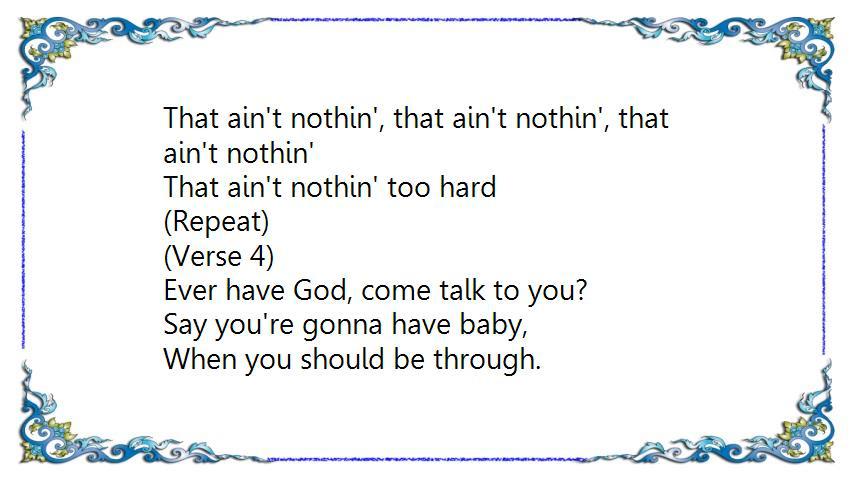 That ain't nothin', that ain't nothin', that
ain't nothin'
That ain't nothin' too hard
(Repeat)
(Verse 4)
Ever have God, come talk to you?
Say you're gonna have baby,
When you should be through.